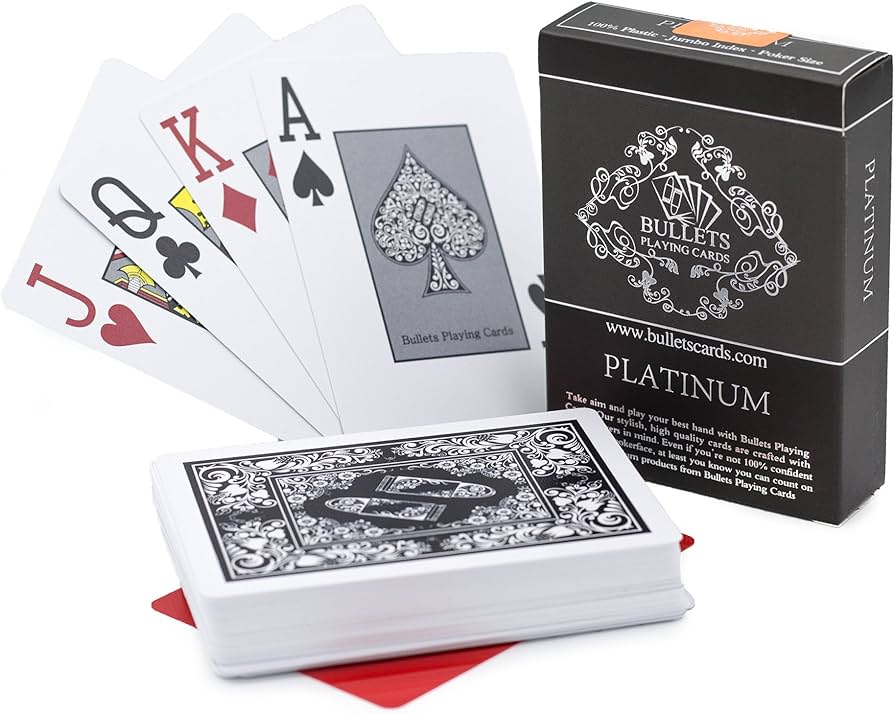 J
Q
K
A
Bullets Playing Cards
PLATINUM
100% Plastic - Jumbo Index - Poker Size
BULLETS
PLAYING CARDS
www.bulletscards.com
PLATINUM
Take aim and play your best hand with Bullets Playing
Our stylish, high quality cards are crafted with
in mind. Even if you're not 100% confident
at least you know you can count on
products from Bullets Playing Cards
PLATINUM